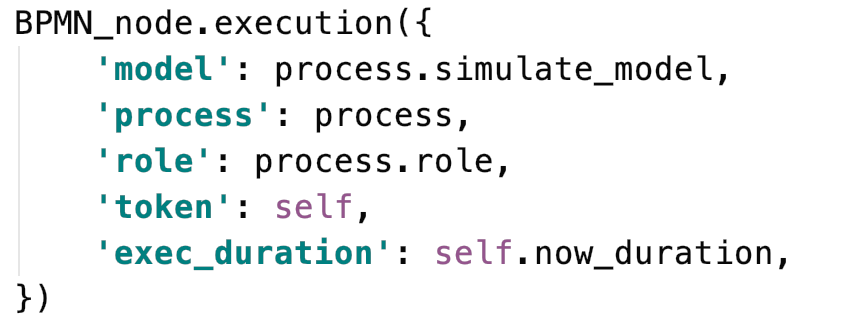 BPMN_node.execution({
    'model': process.simulate_model,
    'process': process,
    'role': process.role,
    'token': self,
    'exec_duration': self.now_duration,
})